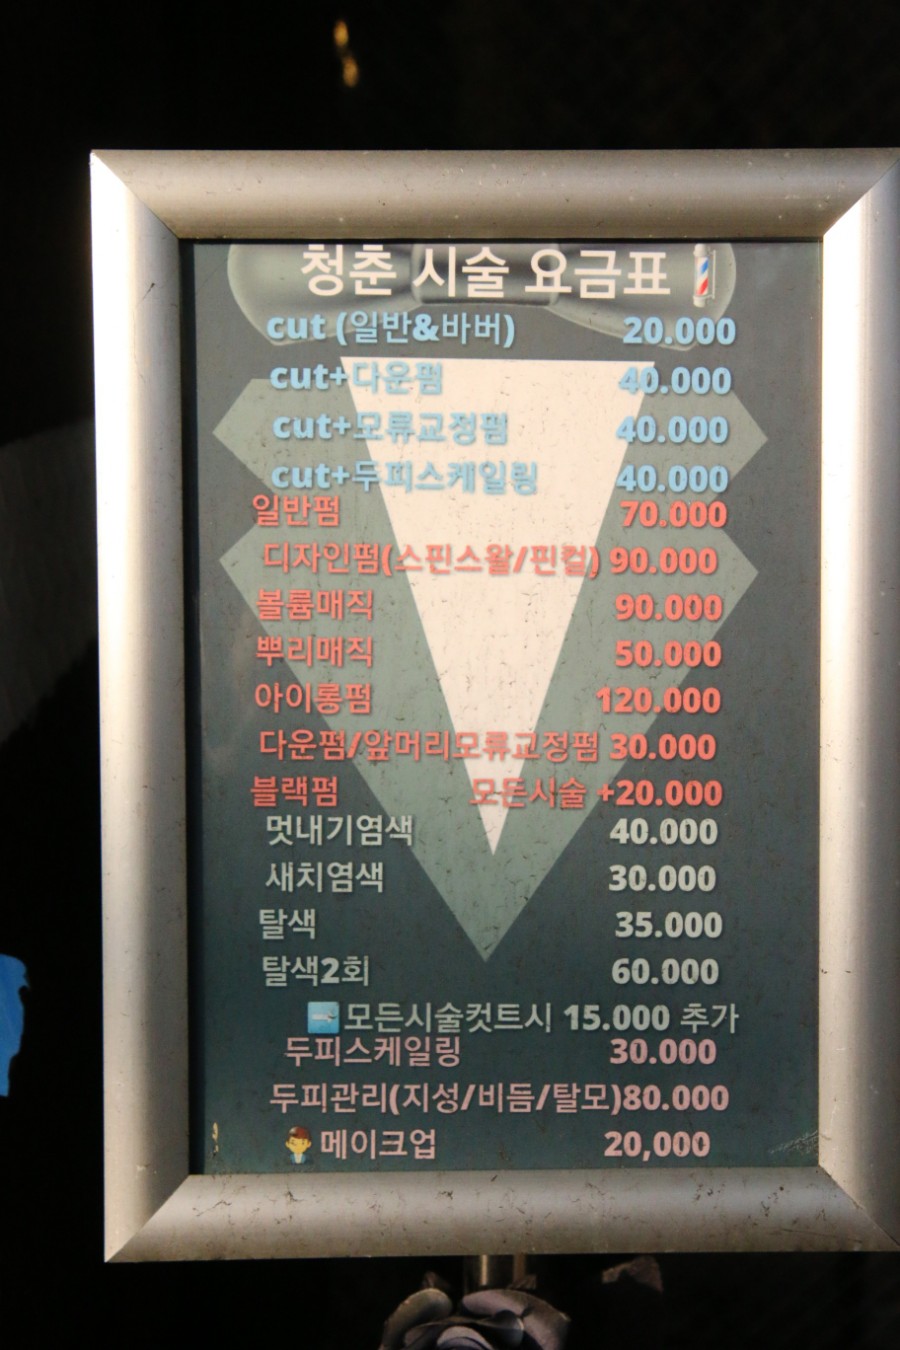 청춘 시술 요금표
cut (일반&바버) 20.000
cut+다운펌 40.000
cut+모류교정펌 40.000
cut+두피스케일링 40.000
일반펌 70.000
디자인펌(스핀스왈/핀컬) 90.000
볼륨매직 90.000
뿌리매직 50.000
아이롱펌 120.000
다운펌/앞머리모류교정펌 30.000
블랙펌 모든시술 +20.000
멋내기염색 40.000
새치염색 30.000
탈색 35.000
탈색2회 60.000
모든시술컷트시 15.000 추가
두피스케일링 30.000
두피관리(지성/비듬/탈모)80.000
메이크업 20,000